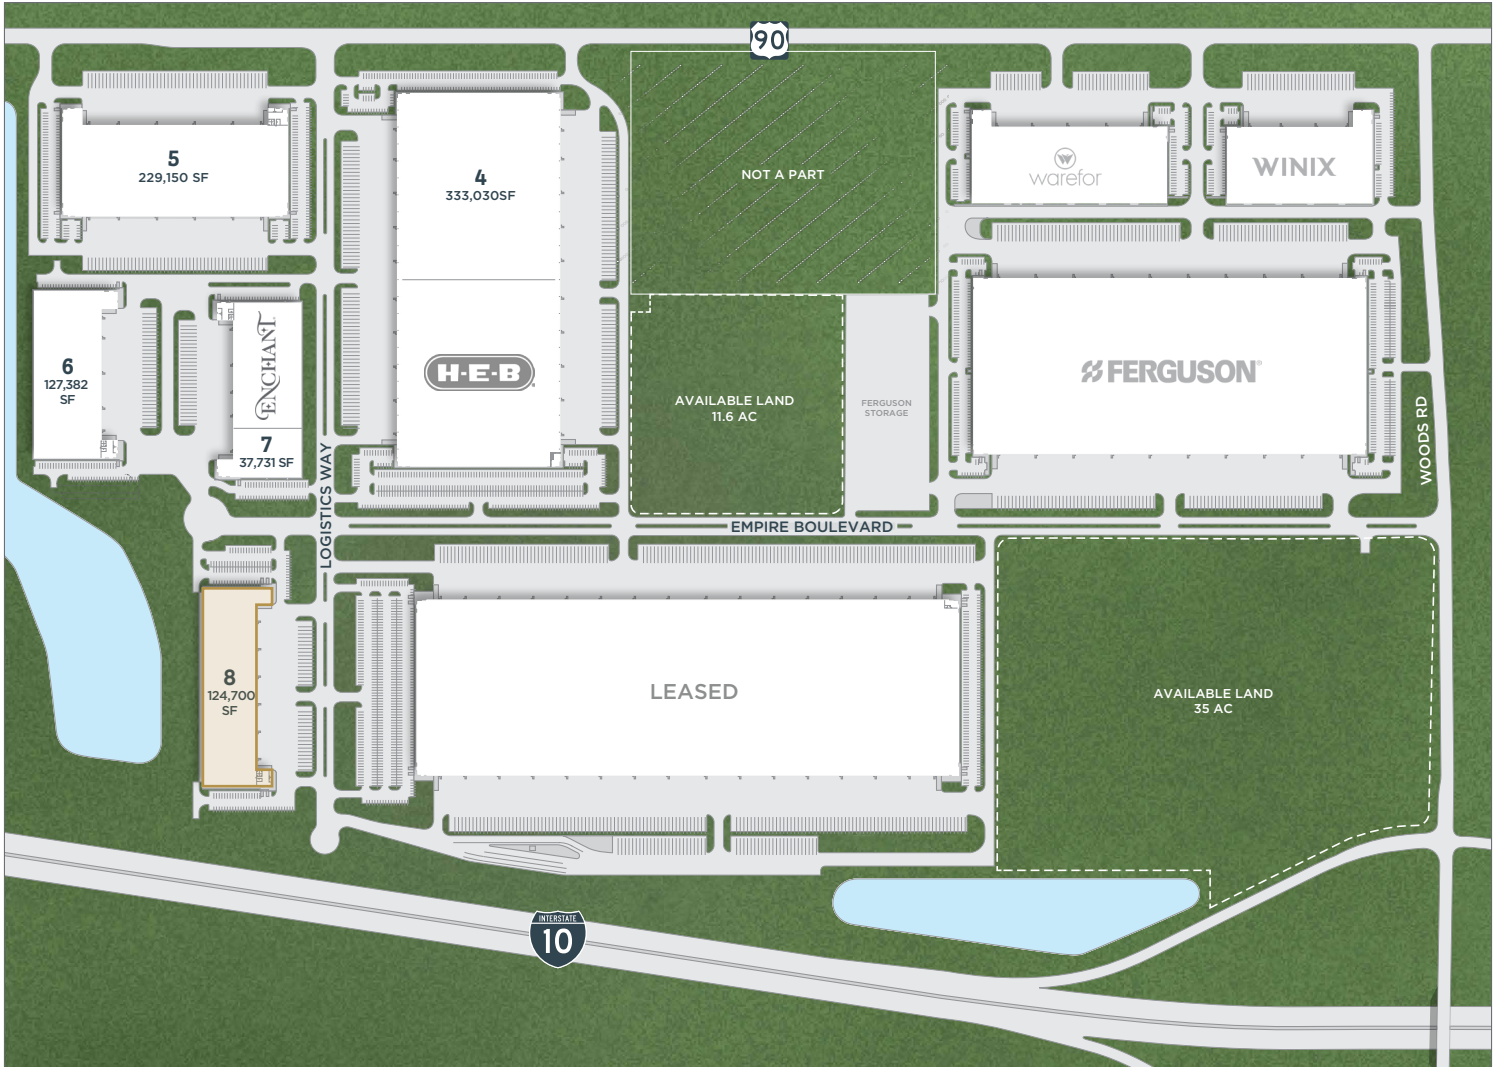 90
5
229,150 SF
4
333,030SF
NOT A PART
warefor
WINIX
6
127,382
SF
ENCHANT
7
37,731 SF
H-E-B
AVAILABLE LAND
11.6 AC
FERGUSON
STORAGE
FERGUSON
WOODS RD
LOGISTICS WAY
EMPIRE BOULEVARD
8
124,700
SF
LEASED
AVAILABLE LAND
35 AC
INTERSTATE
10